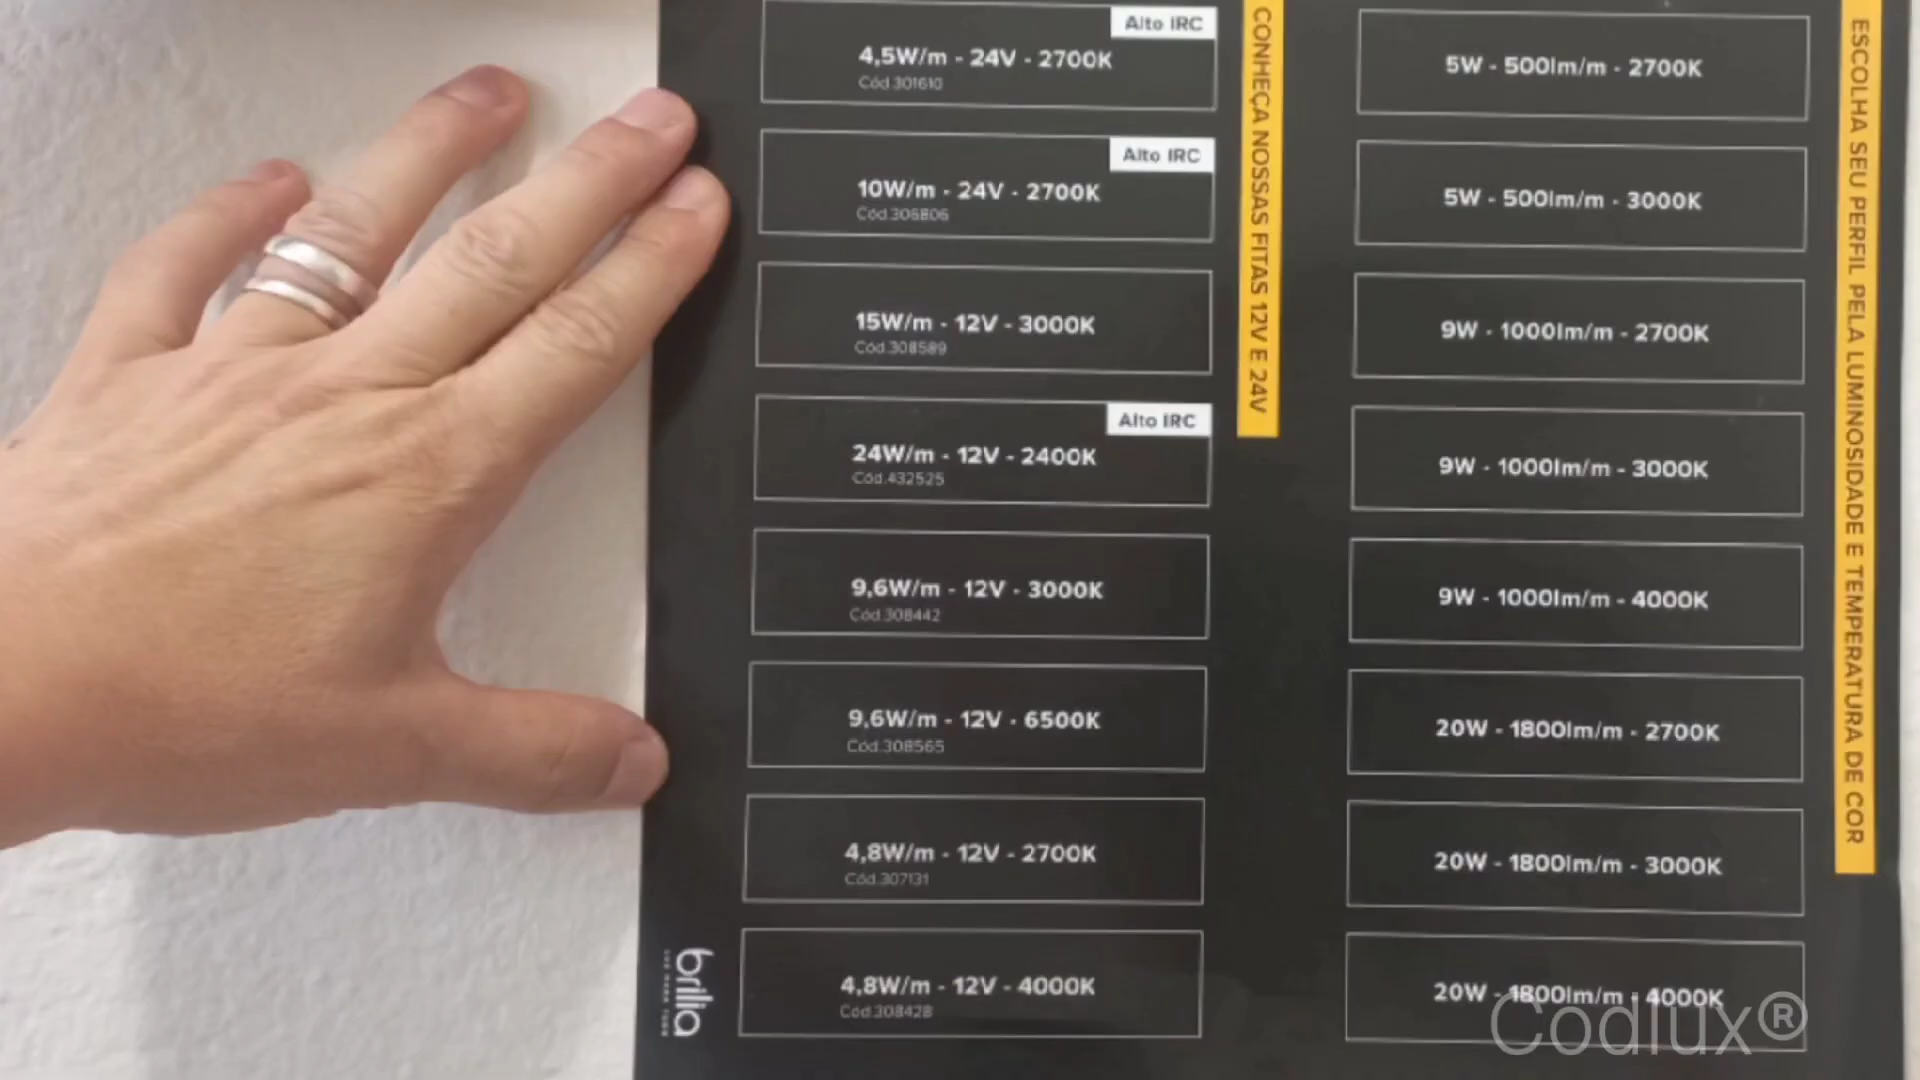 Alto IRC
4,5W/m - 24V - 2700K
Cód.301610
Alto IRC
10W/m - 24V - 2700K
Cód.306806
15W/m - 12V - 3000K
Cód.308589
Alto IRC
24W/m - 12V - 2400K
Cód.432525
9,6W/m - 12V - 3000K
Cód.308442
9,6W/m - 12V - 6500K
Cód.308565
4,8W/m - 12V - 2700K
Cód.307131
4,8W/m - 12V - 4000K
Cód.308428
brilia
CONHEÇA NOSSAS FITAS 12V E 24V
5W - 500lm/m - 2700K
5W - 500lm/m - 3000K
9W - 1000lm/m - 2700K
9W - 1000lm/m - 3000K
9W - 1000lm/m - 4000K
20W - 1800lm/m - 2700K
20W - 1800lm/m - 3000K
20W - 1800lm/m - 4000K
ESCOLHA SEU PERFIL PELA LUMINOSIDADE E TEMPERATURA DE COR
Codlux®